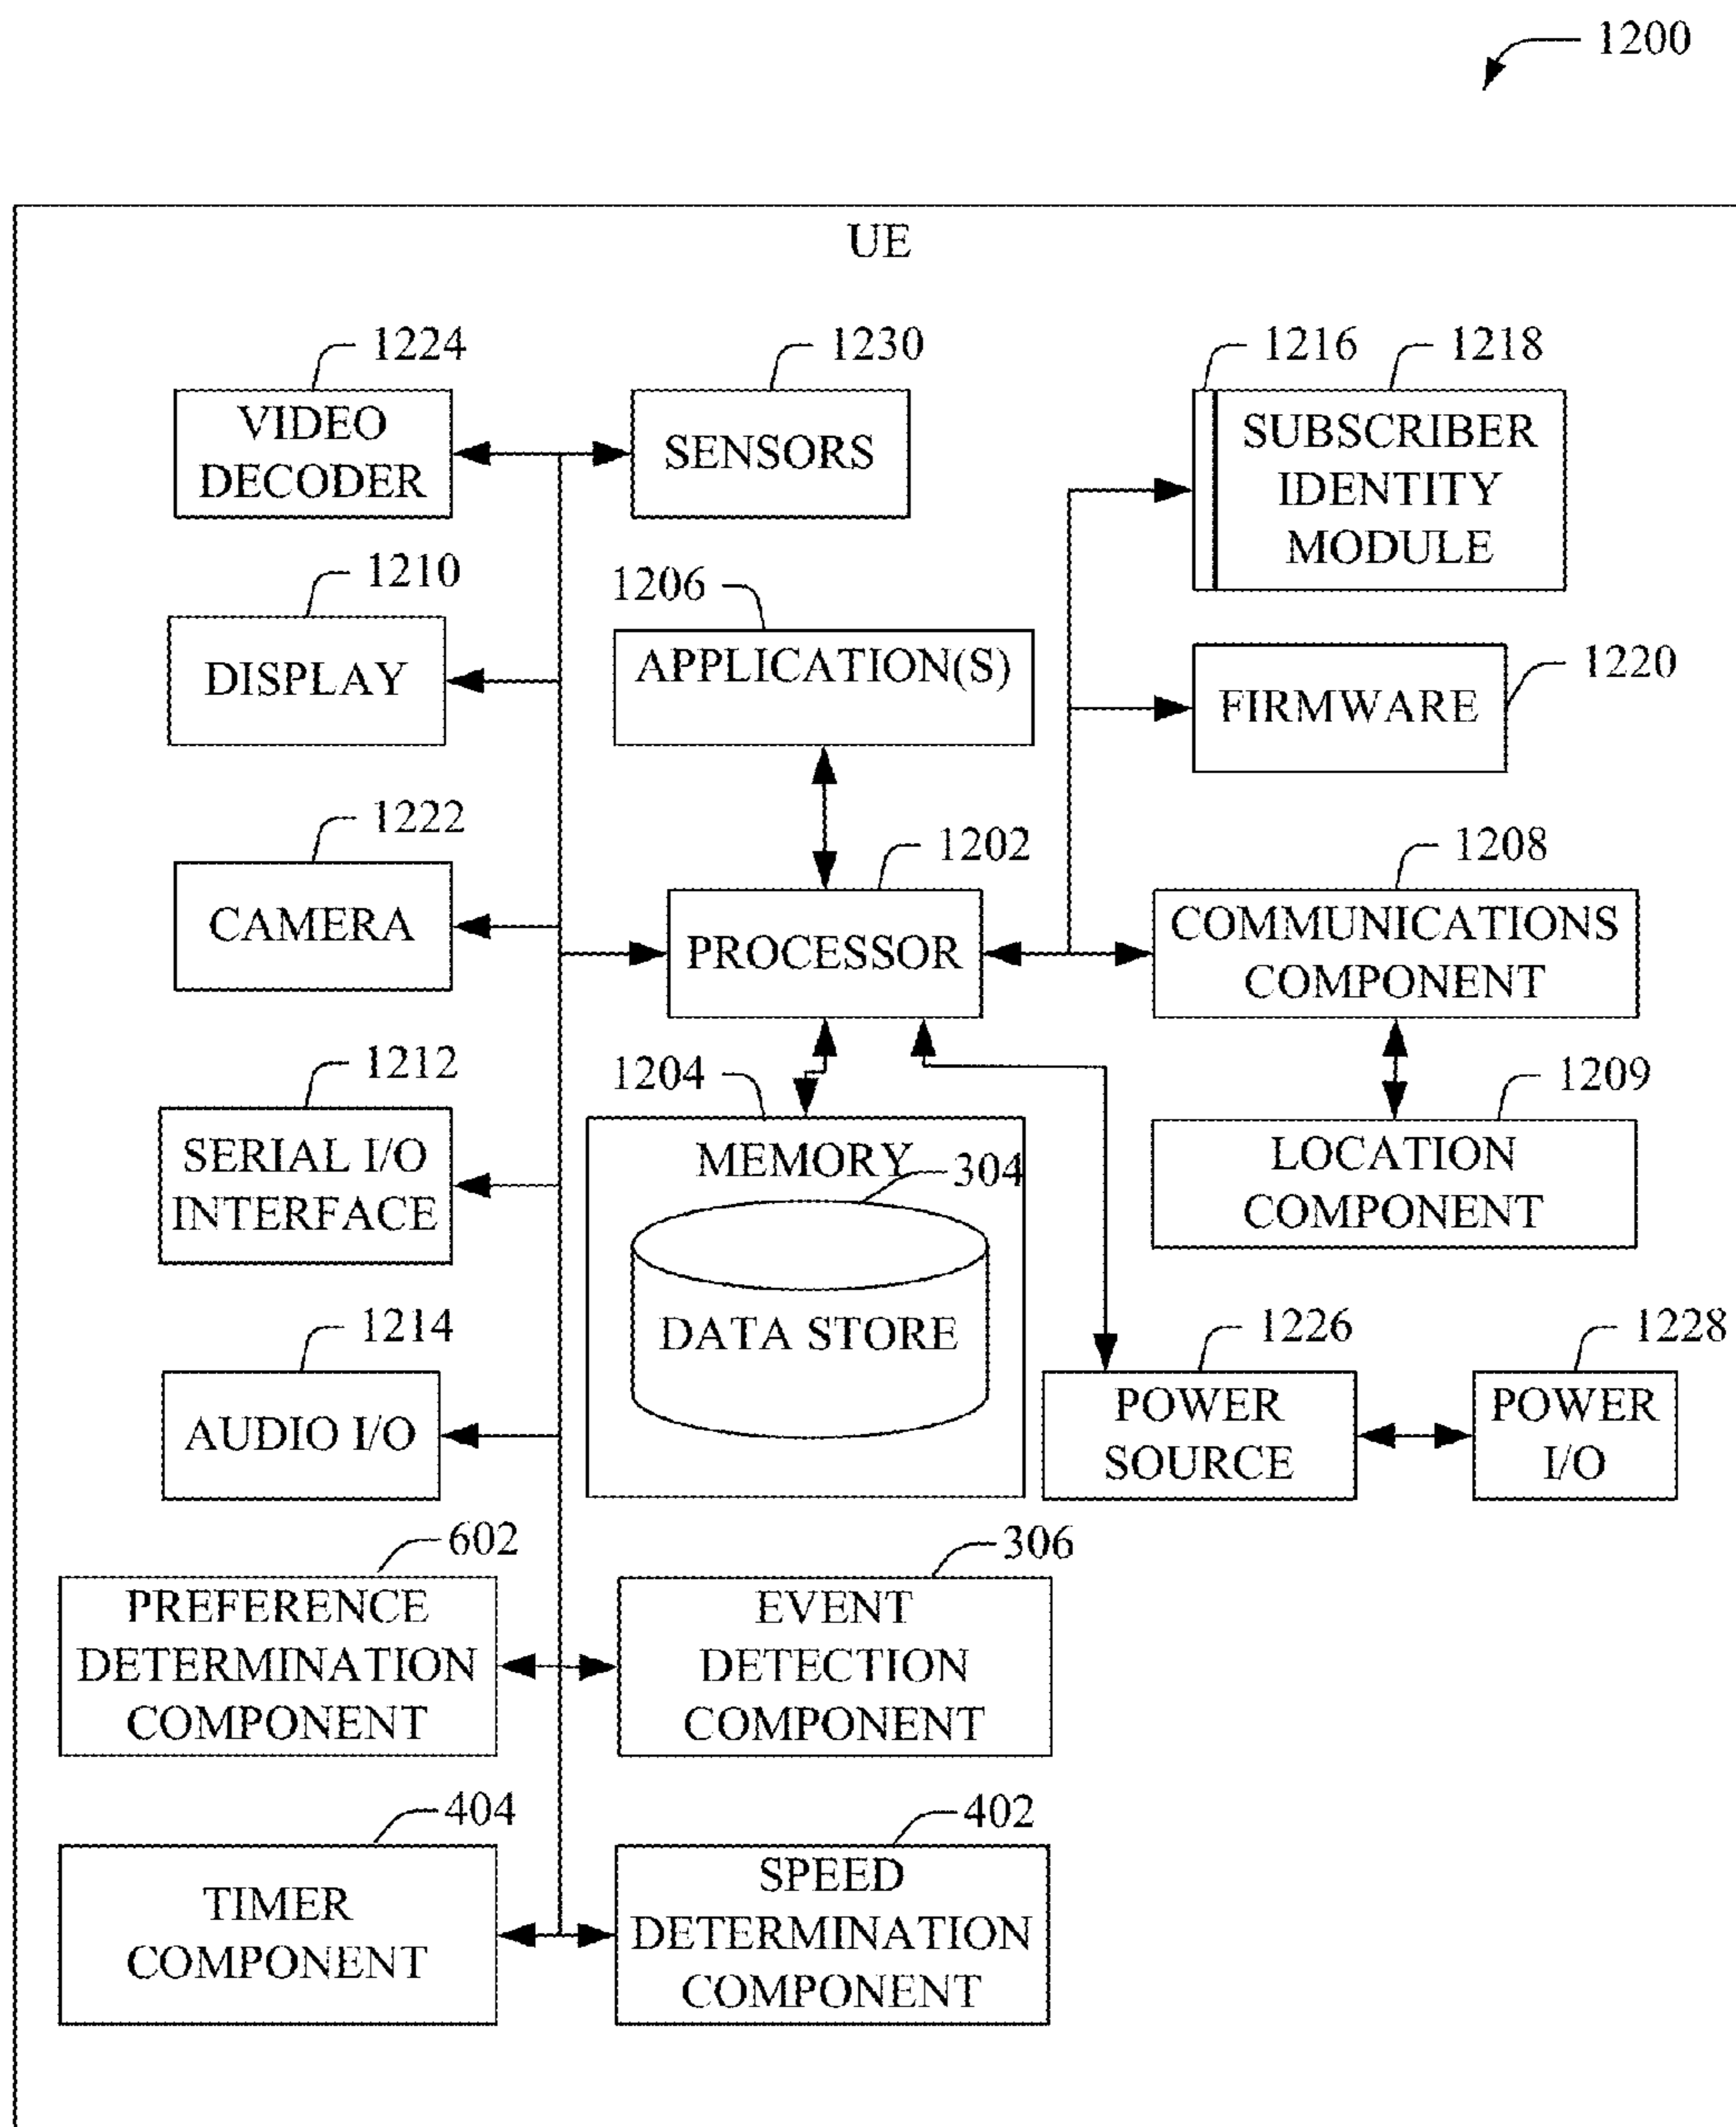 1200
UE
1224
VIDEO
DECODER
1230
SENSORS
1216
1218
SUBSCRIBER
IDENTITY
MODULE
1210
DISPLAY
1206
APPLICATION(S)
1220
FIRMWARE
1222
CAMERA
1202
PROCESSOR
1208
COMMUNICATIONS
COMPONENT
1212
SERIAL I/O
INTERFACE
1204
MEMORY
304
DATA STORE
1209
LOCATION
COMPONENT
1214
AUDIO I/O
1226
POWER
SOURCE
1228
POWER
I/O
602
PREFERENCE
DETERMINATION
COMPONENT
306
EVENT
DETECTION
COMPONENT
404
TIMER
COMPONENT
402
SPEED
DETERMINATION
COMPONENT